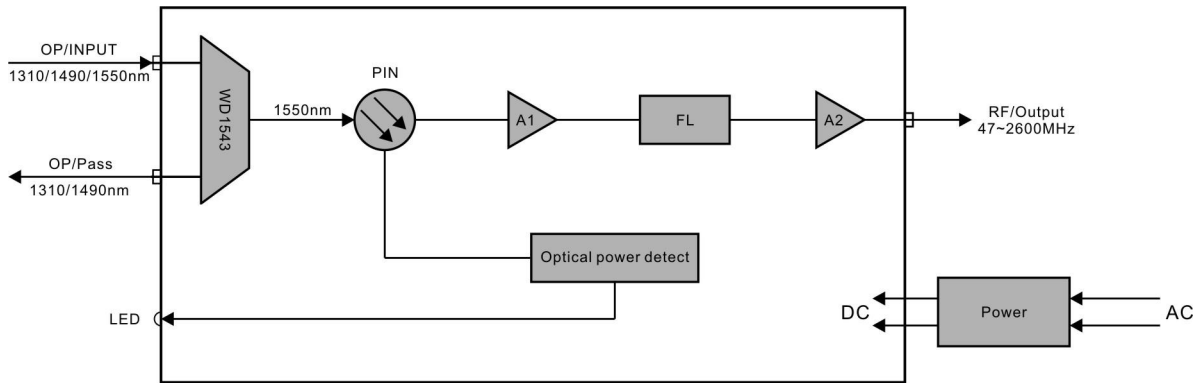 OP/INPUT
1310/1490/1550nm
WD1543
1550nm
PIN
A1
FL
A2
RF/Output
47~2600MHz
OP/Pass
1310/1490nm
Optical power detect
LED
DC
Power
AC